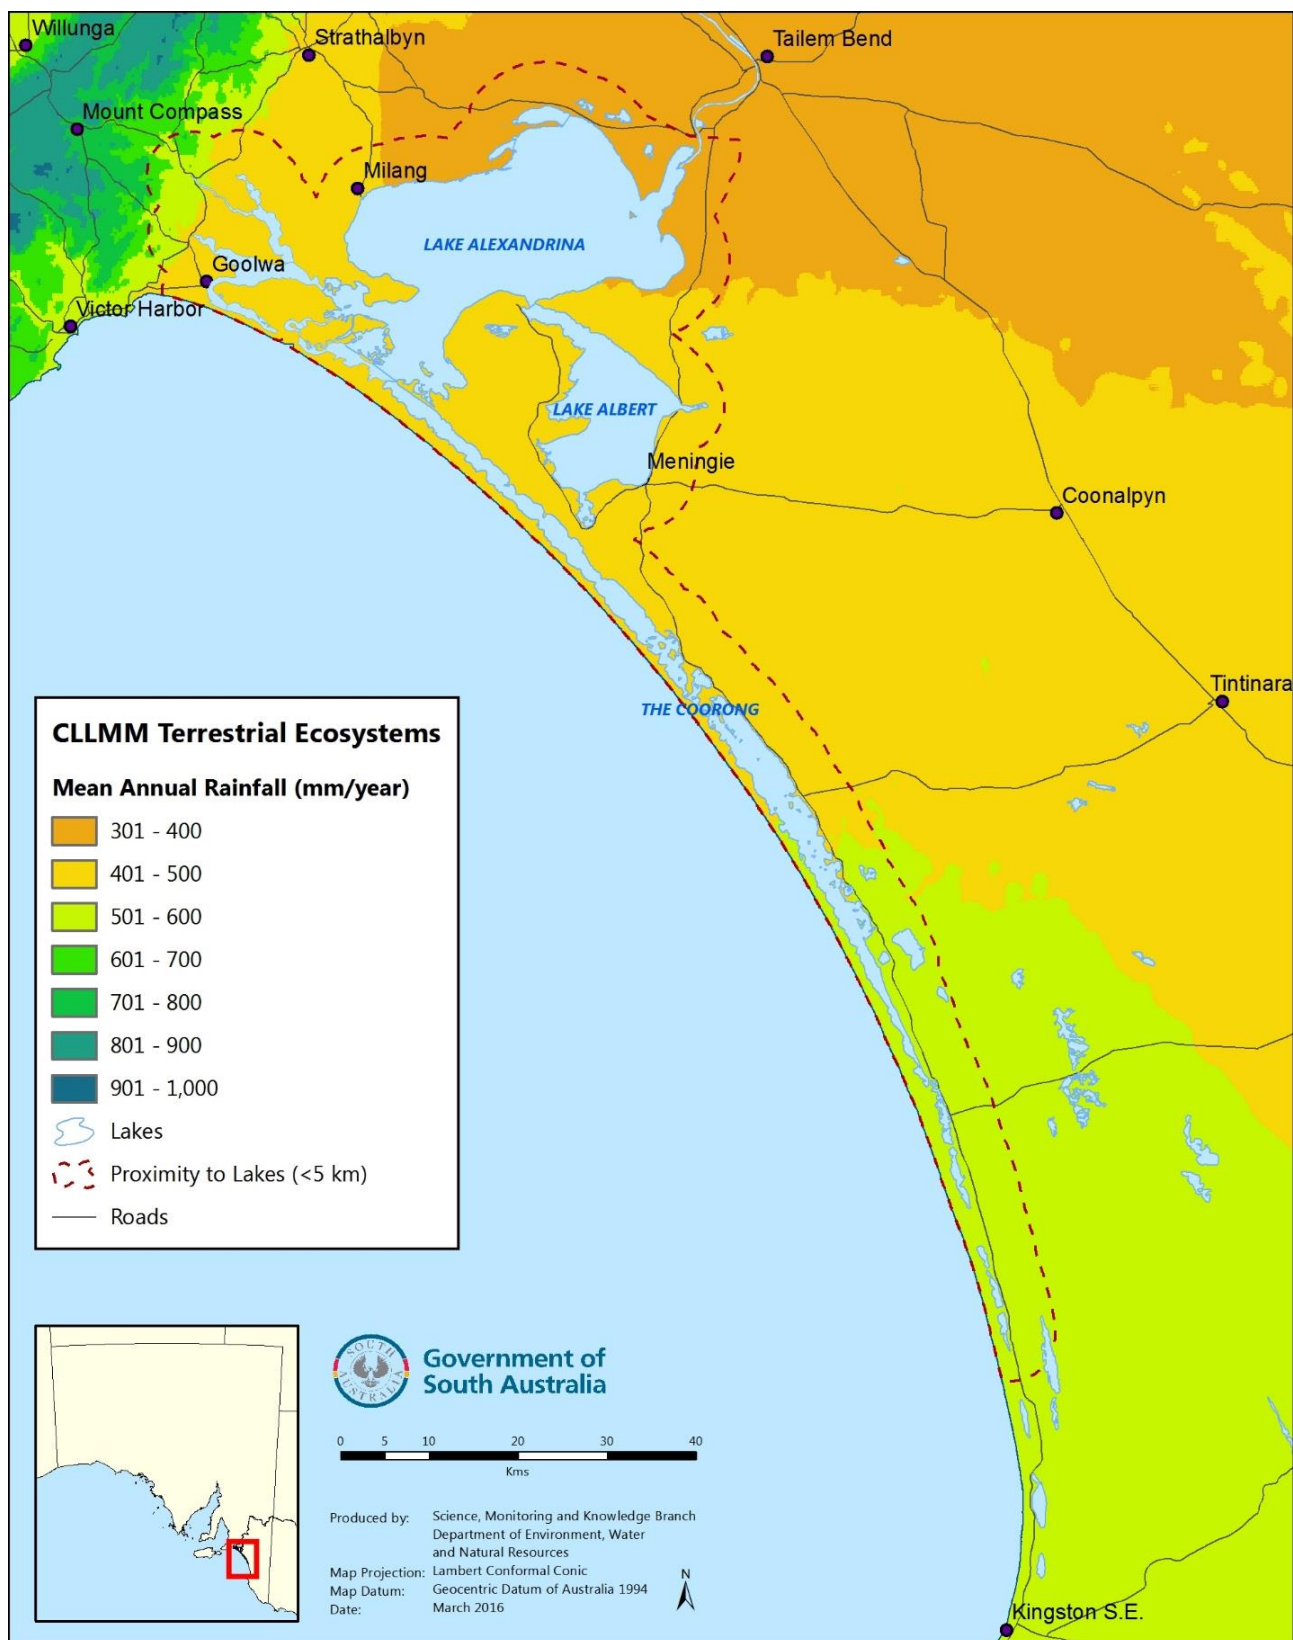 Willunga
Strathalbyn
Tailem Bend
Mount Compass
Milang
LAKE ALEXANDRINA
Goolwa
Victor Harbor
LAKE ALBERT
Meningie
Coonalpyn
Tintinara
THE COORONG
CLLMM Terrestrial Ecosystems
Mean Annual Rainfall (mm/year)
301 - 400
401 - 500
501 - 600
601 - 700
701 - 800
801 - 900
901 - 1,000
Lakes
Proximity to Lakes (<5 km)
Roads
SOUTH AUSTRALIA
Government of
South Australia
0 5 10 20 30 40
Kms
Produced by: Science, Monitoring and Knowledge Branch
Department of Environment, Water
and Natural Resources
Map Projection: Lambert Conformal Conic
Map Datum: Geocentric Datum of Australia 1994
Date: March 2016
N
Kingston S.E.